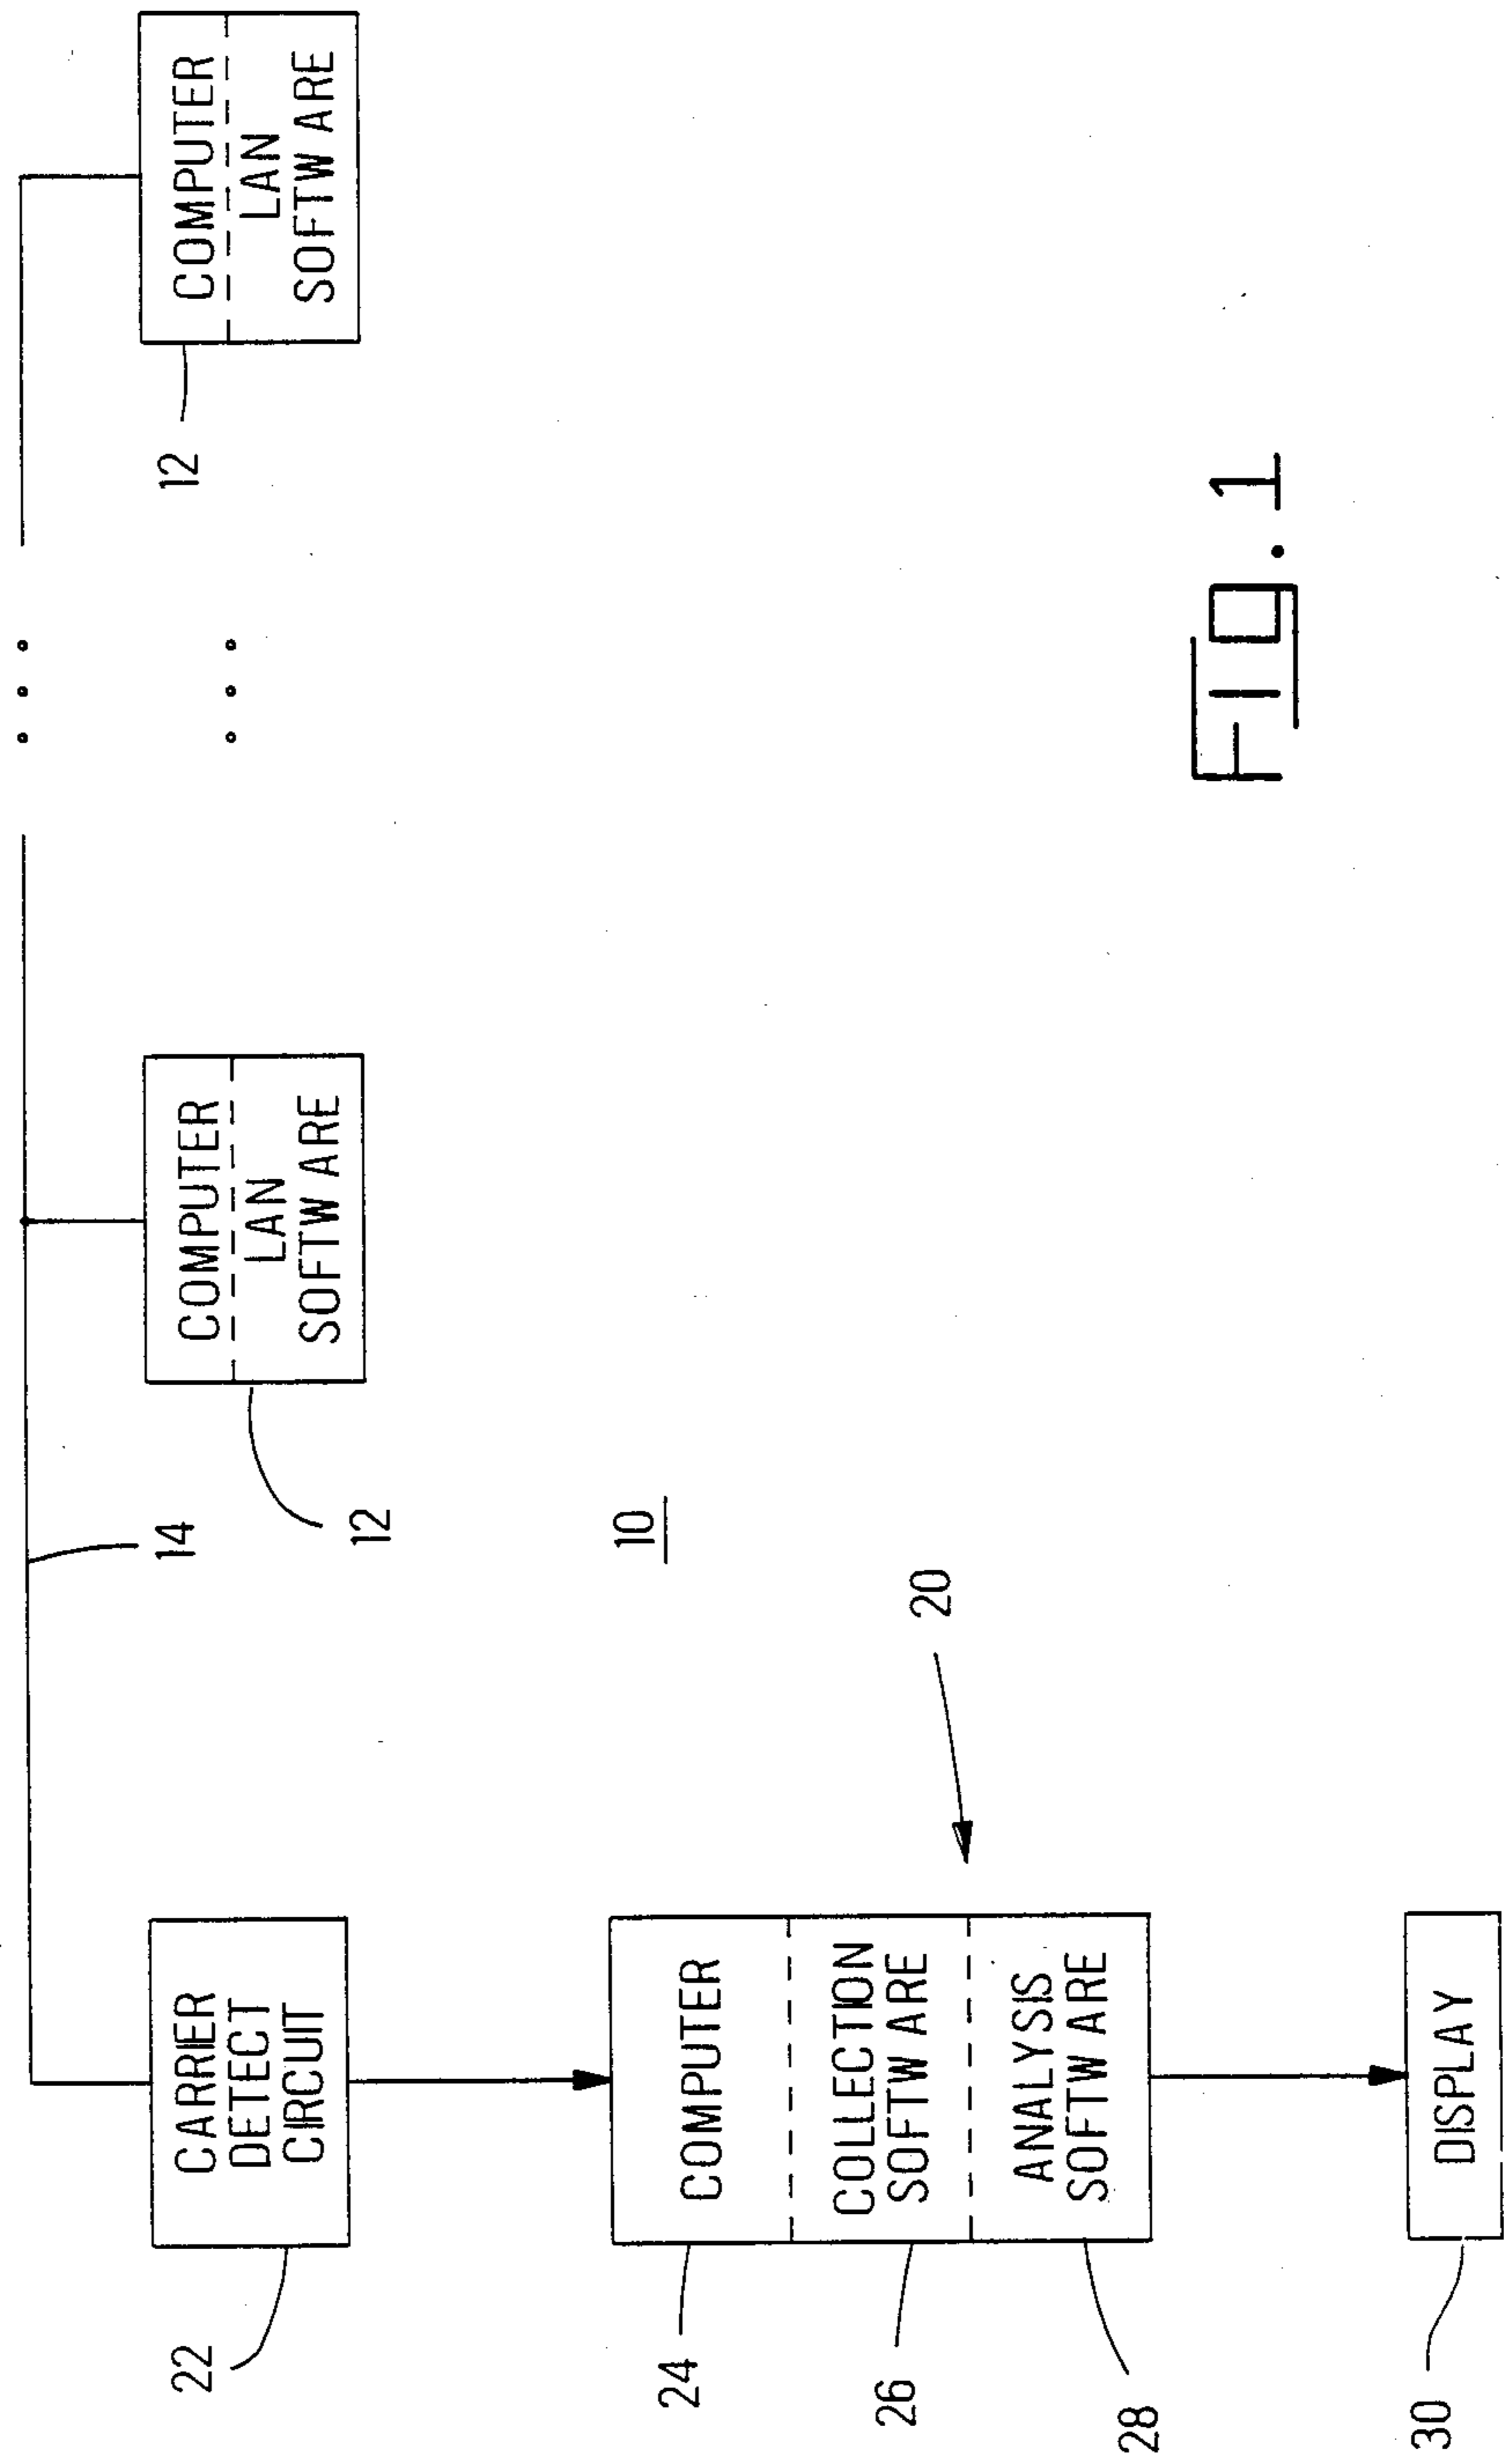 14
CARRIER
DETECT
CIRCUIT
22
COMPUTER
LAN
SOFTWARE
12
COMPUTER
LAN
SOFTWARE
12
10
COMPUTER
24
COLLECTION
SOFTWARE
26
ANALYSIS
SOFTWARE
28
20
DISPLAY
30
FIG. 1